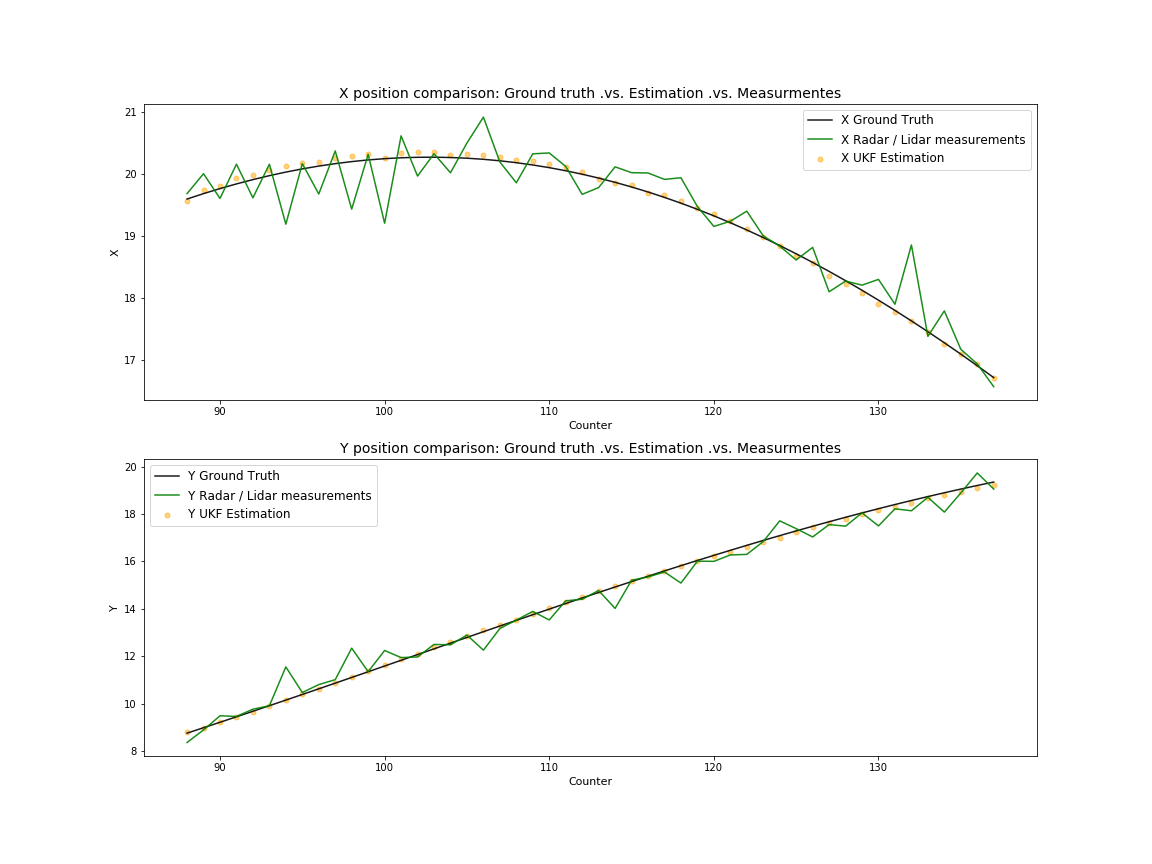 X position comparison: Ground truth .vs. Estimation .vs. Measurmentes
21
20
19
18
17
X
X Ground Truth
X Radar / Lidar measurements
X UKF Estimation
90 100 110 120 130
Counter
Y position comparison: Ground truth .vs. Estimation .vs. Measurmentes
20
18
16
14
12
10
8
Y
Y Ground Truth
Y Radar / Lidar measurements
Y UKF Estimation
90 100 110 120 130
Counter